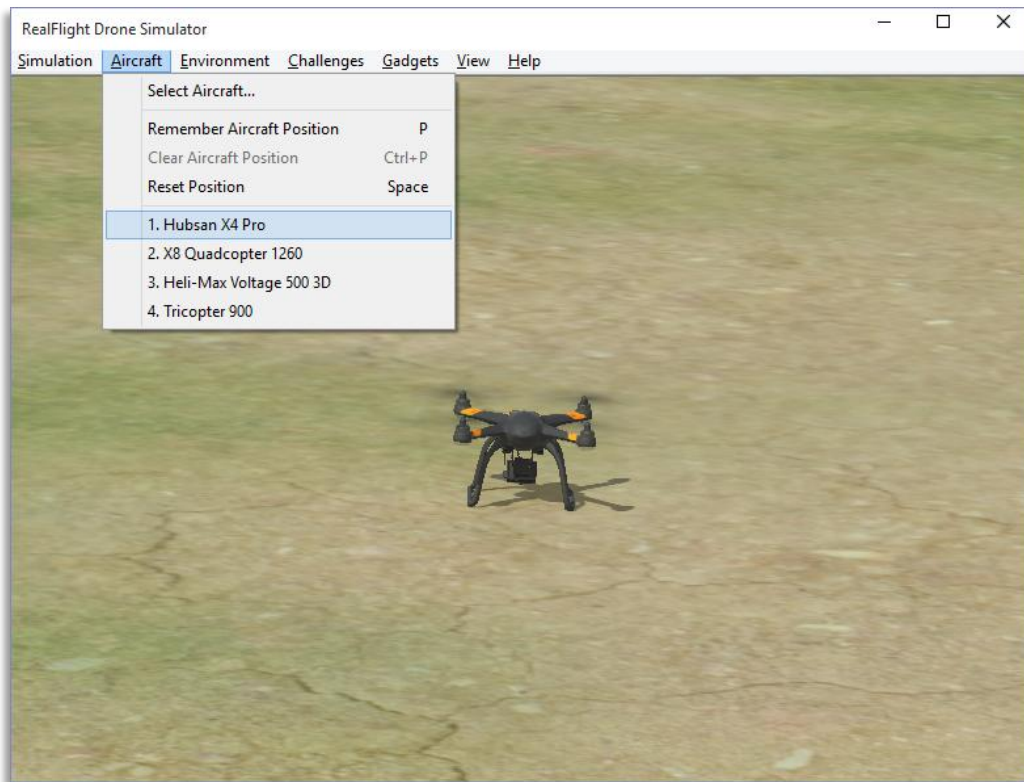 RealFlight Drone Simulator
Simulation Aircraft Environment Challenges Gadgets View Help
Select Aircraft...
Remember Aircraft Position P
Clear Aircraft Position Ctrl+P
Reset Position Space
1. Hubsan X4 Pro
2. X8 Quadcopter 1260
3. Heli-Max Voltage 500 3D
4. Tricopter 900